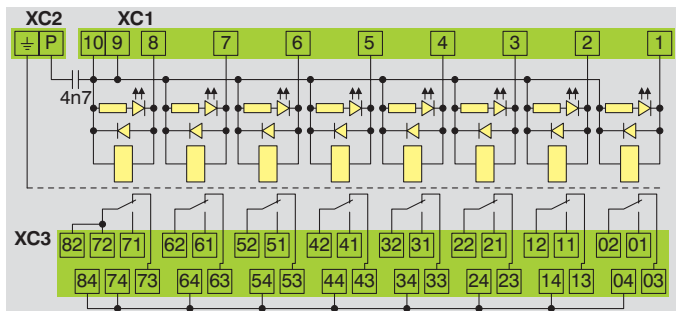 XC2 XC1
⏚ P 10 9 8 7 6 5 4 3 2 1
4n7
XC3 82 72 71 62 61 52 51 42 41 32 31 22 21 12 11 02 01
84 74 73 64 63 54 53 44 43 34 33 24 23 14 13 04 03